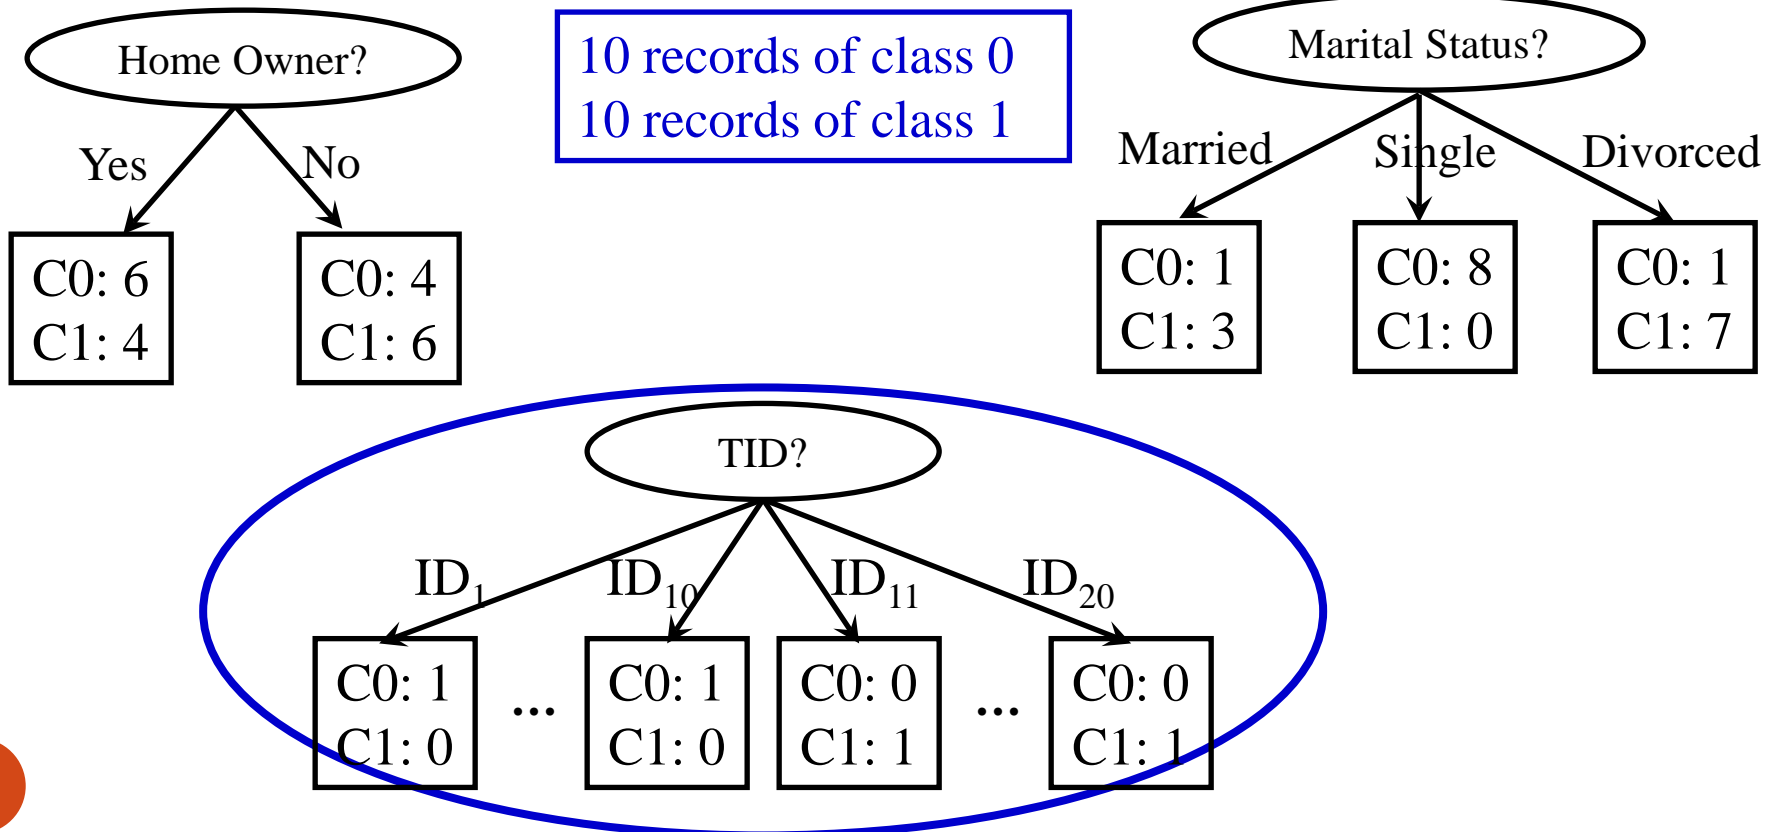 Home Owner?
Yes
No
C0: 6
C1: 4
C0: 4
C1: 6
10 records of class 0
10 records of class 1
Marital Status?
Married
Single
Divorced
C0: 1
C1: 3
C0: 8
C1: 0
C0: 1
C1: 7
TID?
ID1
ID10
ID11
ID20
C0: 1
C1: 0
...
C0: 1
C1: 0
C0: 0
C1: 1
...
C0: 0
C1: 1